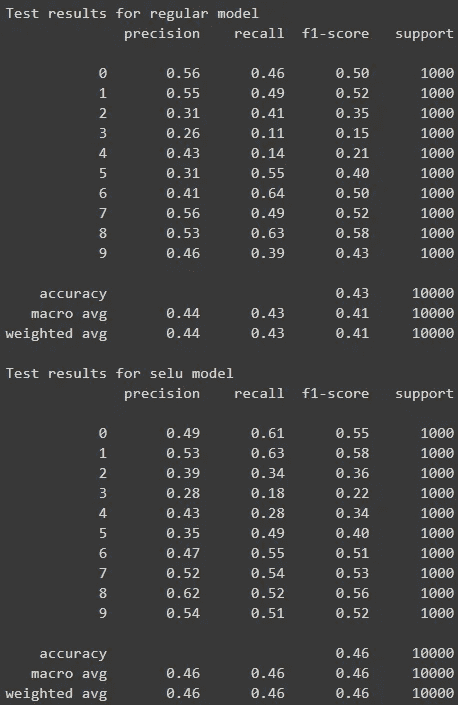 Test results for regular model
precision recall f1-score support
0 0.56 0.46 0.50 1000
1 0.55 0.49 0.52 1000
2 0.31 0.41 0.35 1000
3 0.26 0.11 0.15 1000
4 0.43 0.14 0.21 1000
5 0.31 0.55 0.40 1000
6 0.41 0.64 0.50 1000
7 0.56 0.49 0.52 1000
8 0.53 0.63 0.58 1000
9 0.46 0.39 0.43 1000
accuracy 0.43 10000
macro avg 0.44 0.43 0.41 10000
weighted avg 0.44 0.43 0.41 10000
Test results for selu model
precision recall f1-score support
0 0.49 0.61 0.55 1000
1 0.53 0.63 0.58 1000
2 0.39 0.34 0.36 1000
3 0.28 0.18 0.22 1000
4 0.43 0.28 0.34 1000
5 0.35 0.49 0.40 1000
6 0.47 0.55 0.51 1000
7 0.52 0.54 0.53 1000
8 0.62 0.52 0.56 1000
9 0.54 0.51 0.52 1000
accuracy 0.46 10000
macro avg 0.46 0.46 0.46 10000
weighted avg 0.46 0.46 0.46 10000